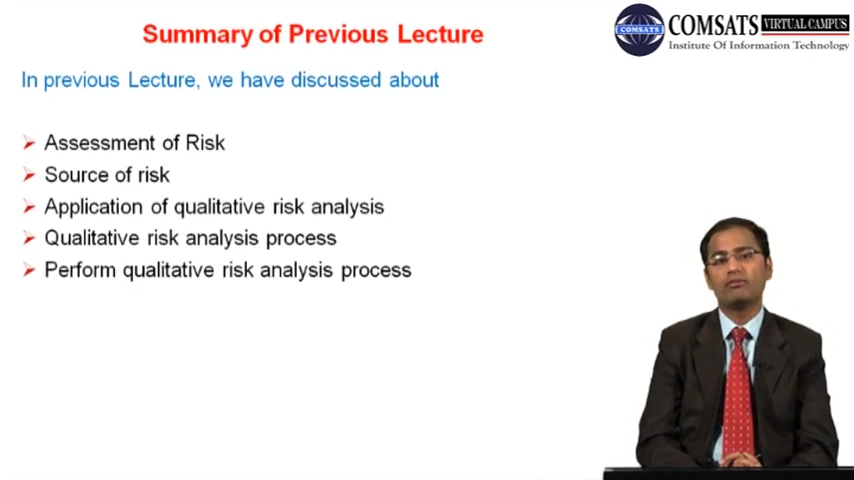 Summary of Previous Lecture
COMSATS
COMSATS VIRTUAL CAMPUS
Institute Of Information Technology
In previous Lecture, we have discussed about
Assessment of Risk
Source of risk
Application of qualitative risk analysis
Qualitative risk analysis process
Perform qualitative risk analysis process